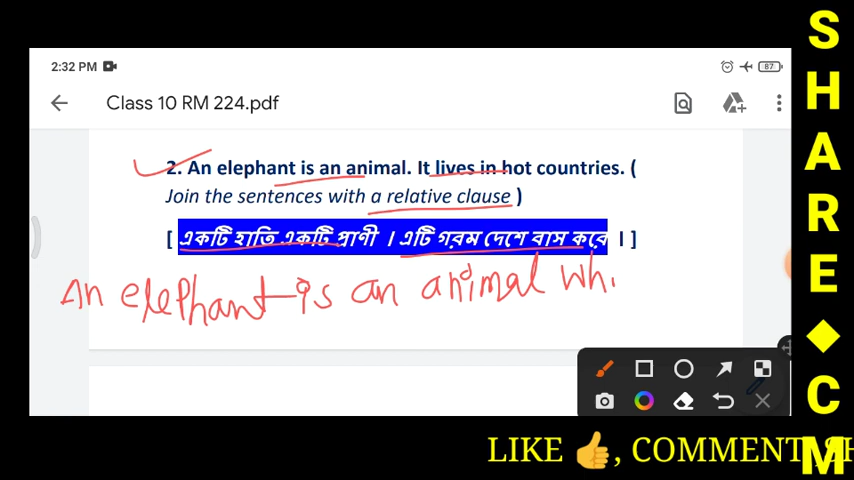 2:32 PM
87
Class 10 RM 224.pdf
2. An elephant is an animal. It lives in hot countries. (
Join the sentences with a relative clause )
[ একটি হাতি একটি প্রাণী । এটি গরম দেশে বাস করে । ]
An elephant is an animal whi
SHARE◆CM
LIKE 👍, COMMENT, SH